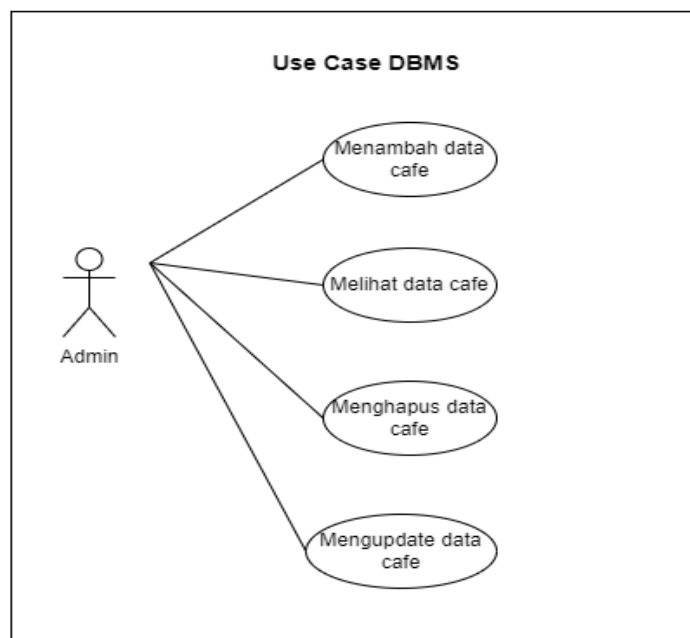 Use Case DBMS
Menambah data
cafe
Melihat data cafe
Admin
Menghapus data
cafe
Mengupdate data
cafe